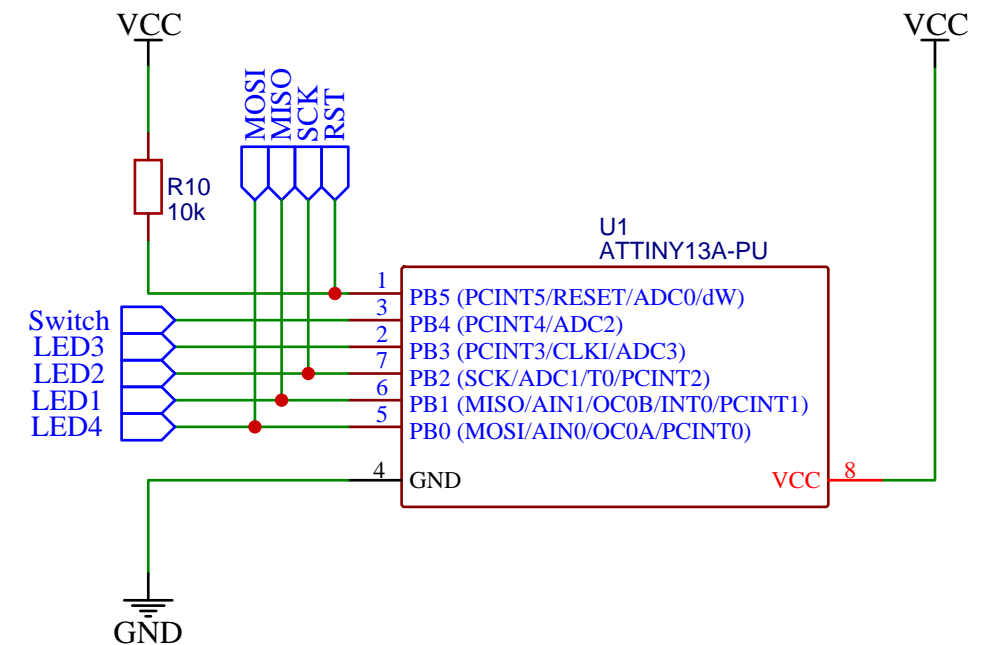 VCC
VCC
MOSI
MISO
SCK
RST
R10
10k
U1
ATTINY13A-PU
1
PB5 (PCINT5/RESET/ADC0/dW)
Switch
3
PB4 (PCINT4/ADC2)
LED3
2
PB3 (PCINT3/CLKI/ADC3)
LED2
7
PB2 (SCK/ADC1/T0/PCINT2)
LED1
6
PB1 (MISO/AIN1/OC0B/INT0/PCINT1)
LED4
5
PB0 (MOSI/AIN0/OC0A/PCINT0)
4
GND
VCC
8
GND